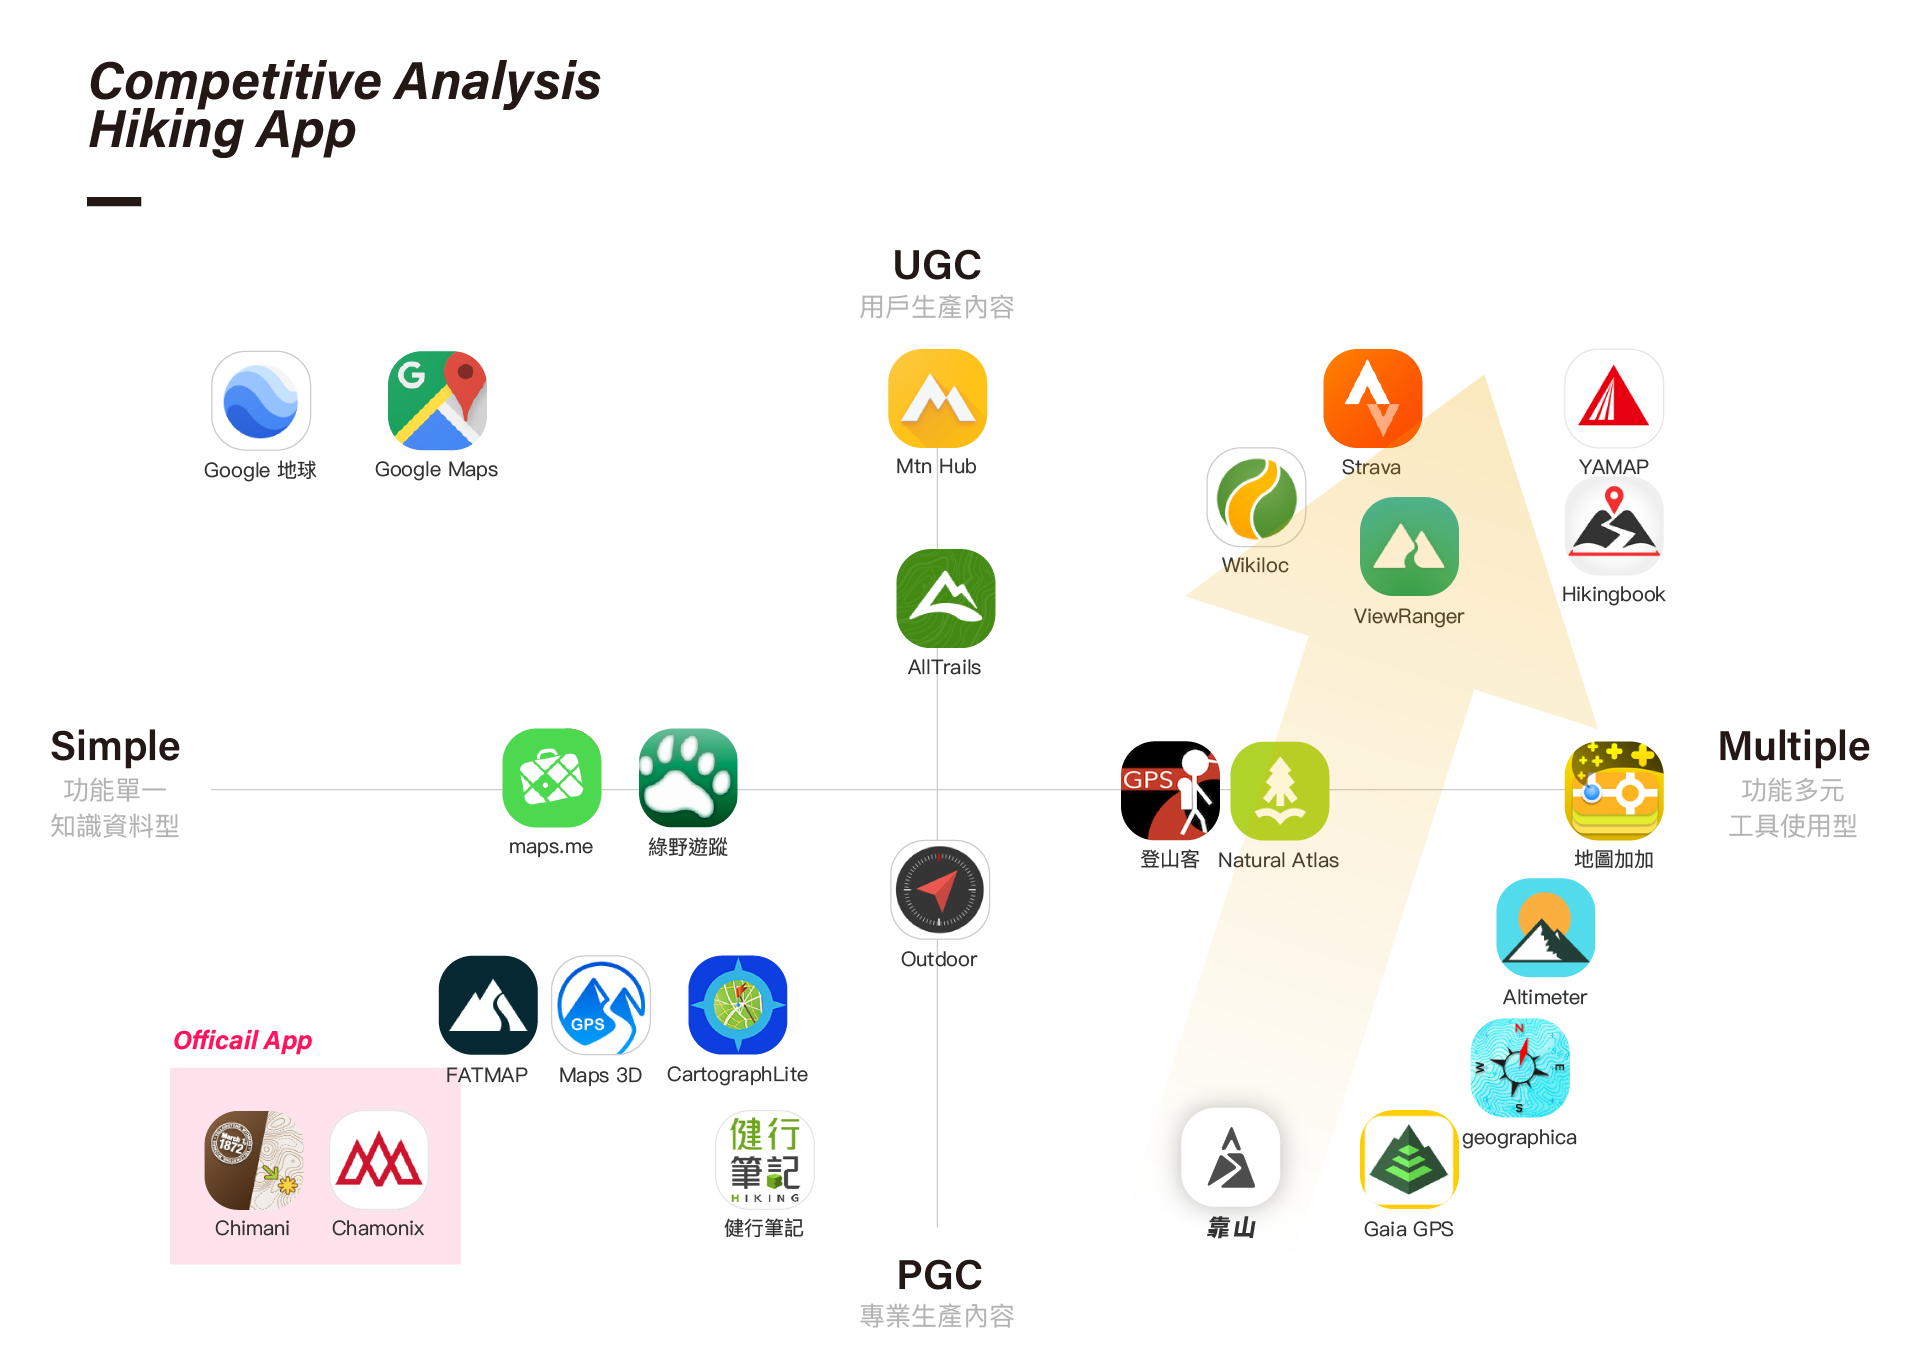 Competitive Analysis
Hiking App
UGC
用戶生產內容
Google 地球
Google Maps
Mtn Hub
Strava
YAMAP
Wikiloc
ViewRanger
Hikingbook
AllTrails
Simple
功能單一
知識資料型
Multiple
功能多元
工具使用型
maps.me
綠野遊蹤
GPS
登山客
Natural Atlas
地圖加加
Outdoor
Altimeter
Officail App
FATMAP
GPS
Maps 3D
CartographLite
N
W
E
S
geographica
March 1,
1872
Chimani
Chamonix
健行
筆記
HIKING
健行筆記
靠山
Gaia GPS
PGC
專業生產內容